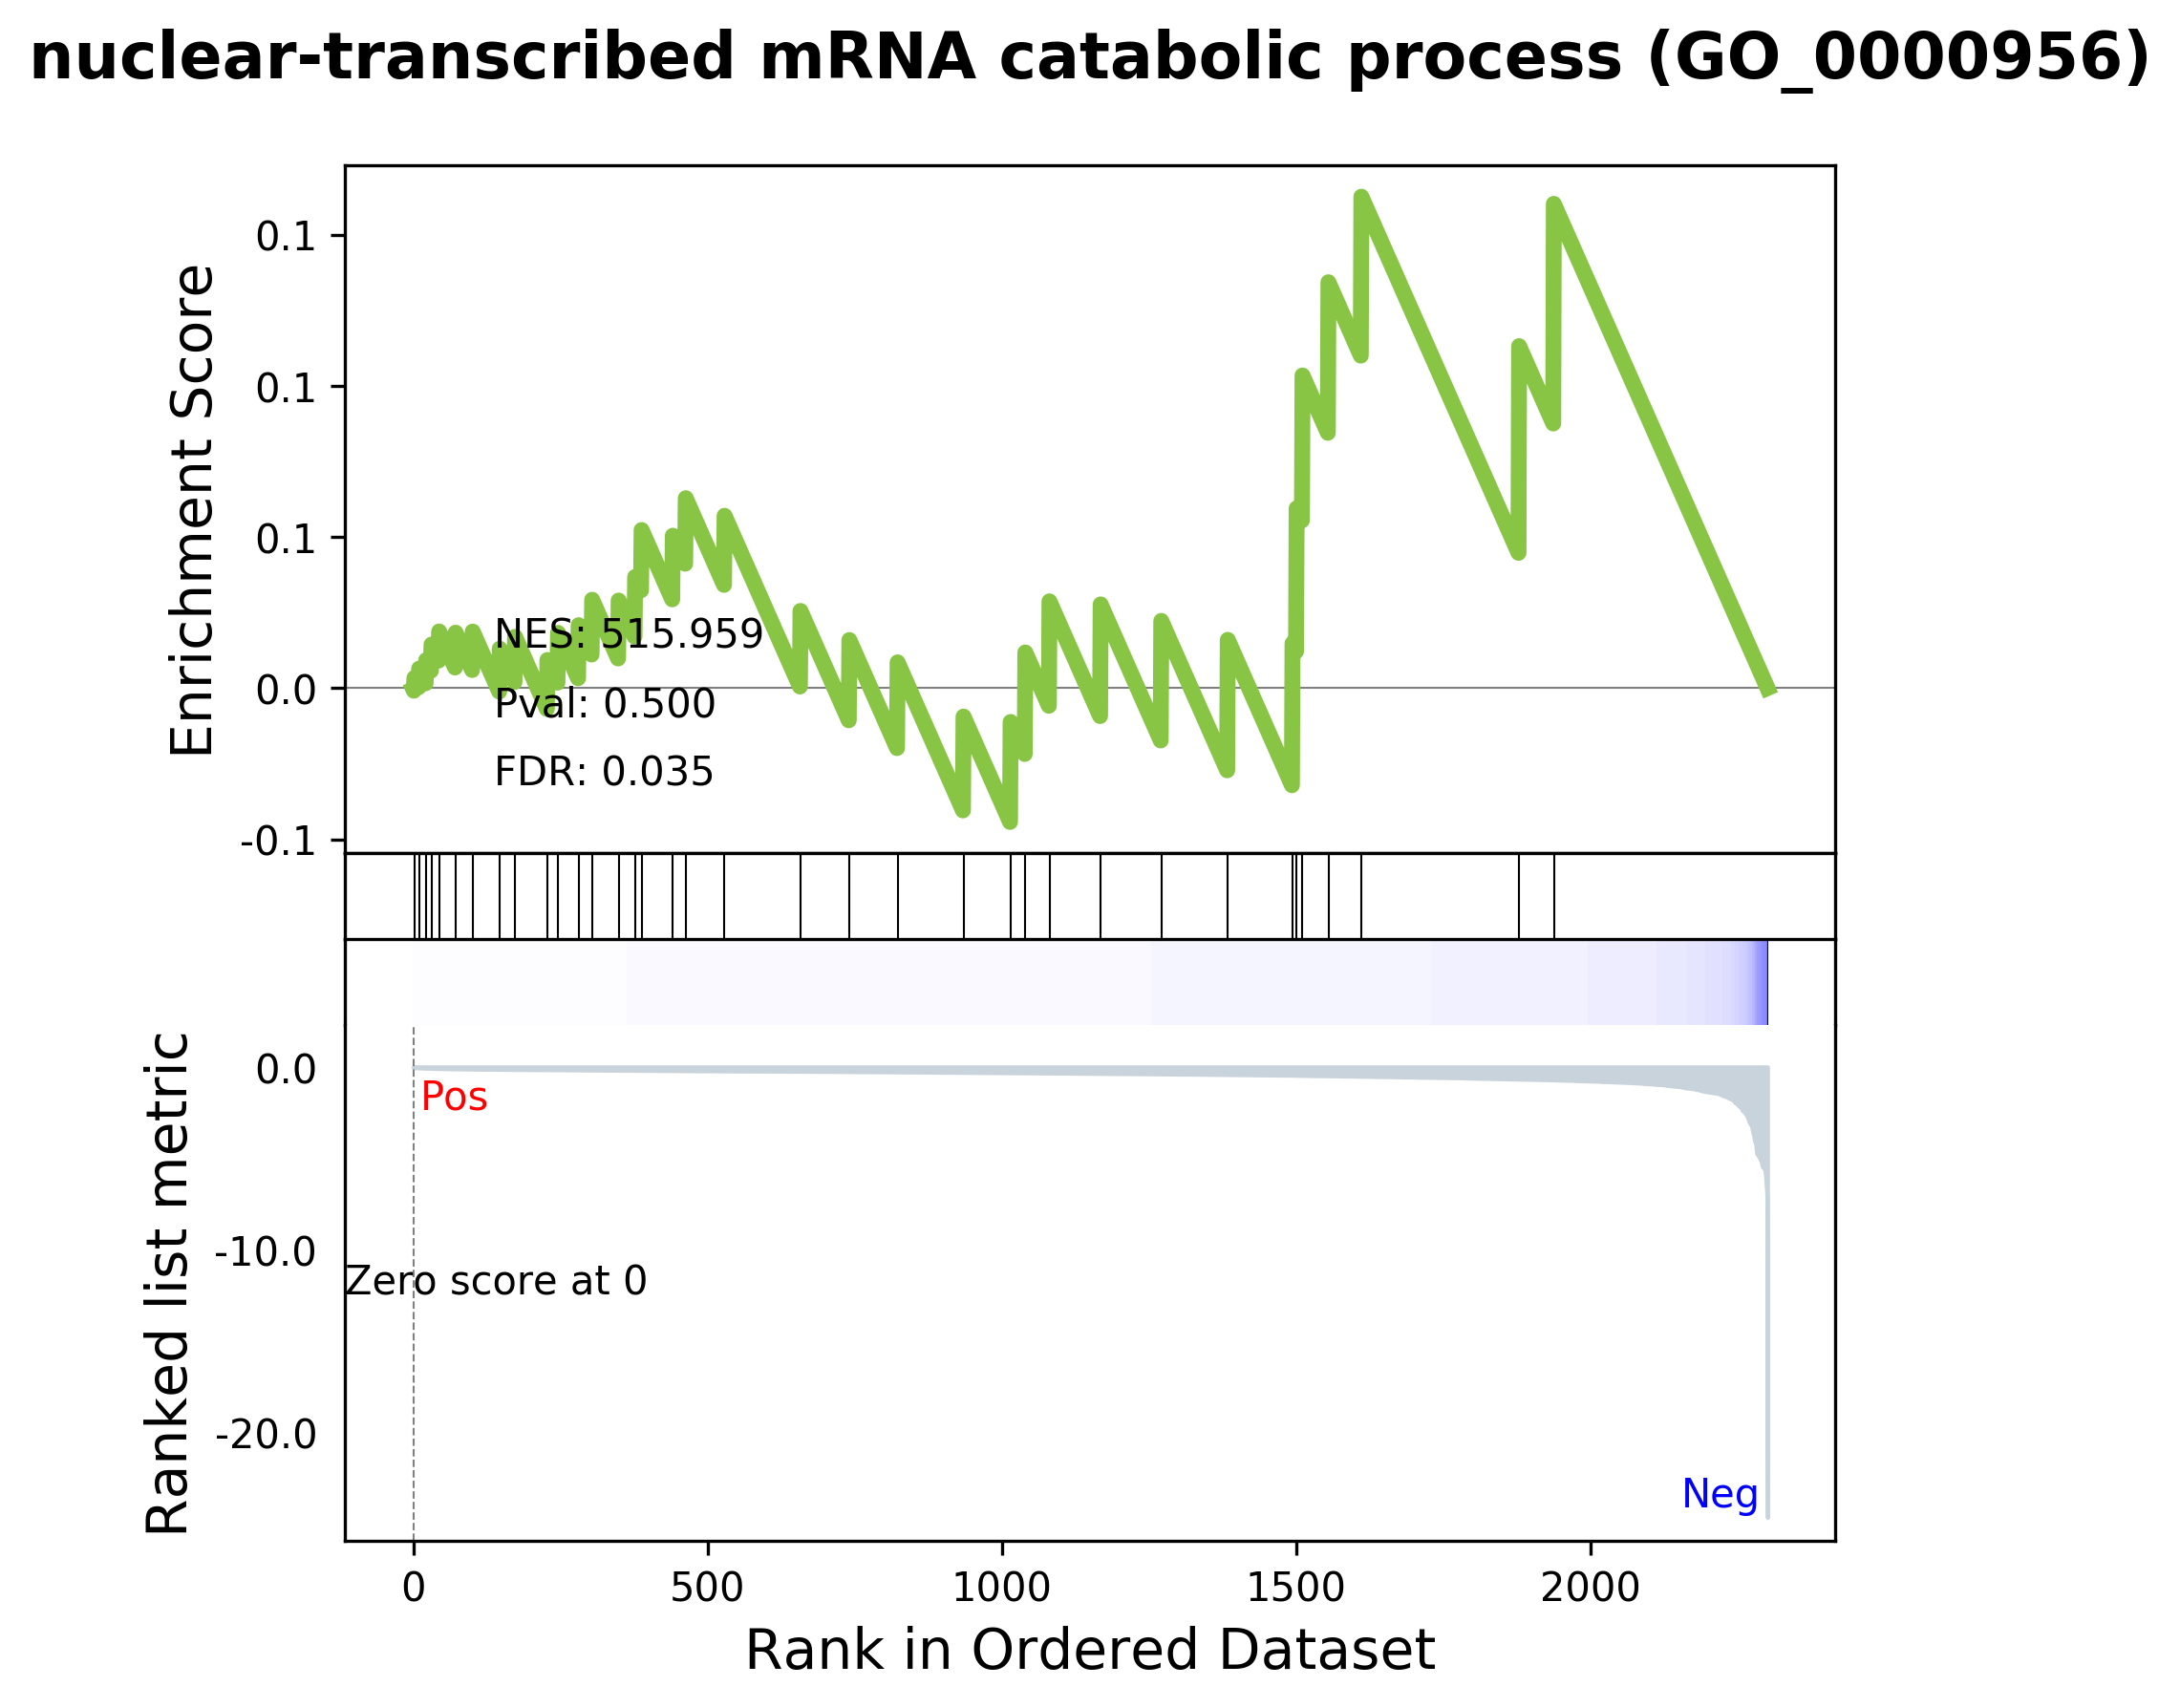 nuclear-transcribed mRNA catabolic process (GO_0000956)
Enrichment Score
0.1
0.1
0.1
0.0
-0.1
NES: 515.959
Pval: 0.500
FDR: 0.035
Ranked list metric
0.0
-10.0
-20.0
Pos
Zero score at 0
Neg
0 500 1000 1500 2000
Rank in Ordered Dataset